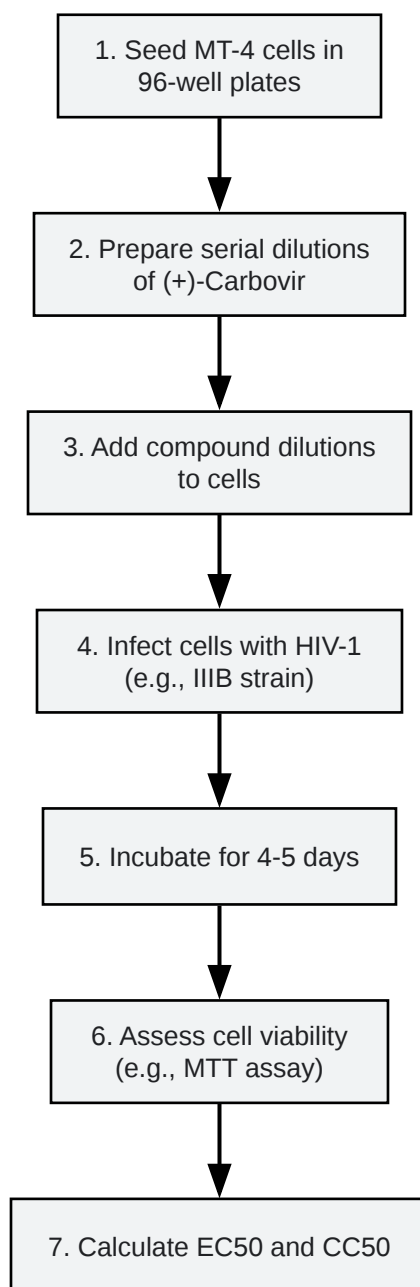 1. Seed MT-4 cells in
96-well plates
2. Prepare serial dilutions
of (+)-Carbovir
3. Add compound dilutions
to cells
4. Infect cells with HIV-1
(e.g., IIIB strain)
5. Incubate for 4-5 days
6. Assess cell viability
(e.g., MTT assay)
7. Calculate EC50 and CC50